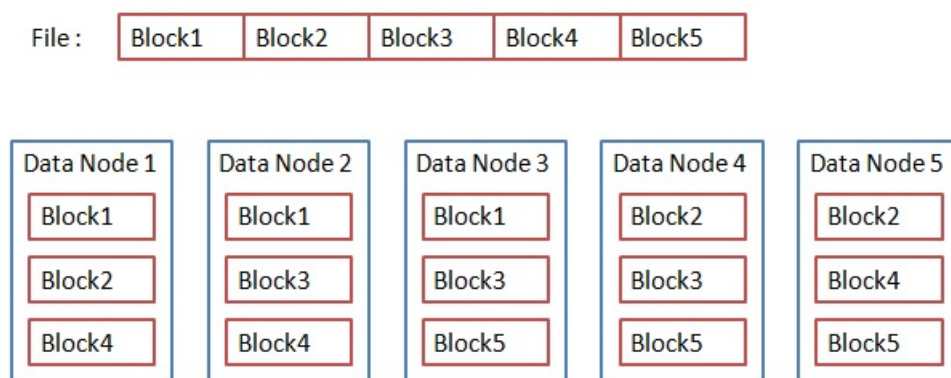 File : Block1 Block2 Block3 Block4 Block5
Data Node 1 Data Node 2 Data Node 3 Data Node 4 Data Node 5
Block1 Block1 Block1 Block2 Block2
Block2 Block3 Block3 Block3 Block4
Block4 Block4 Block5 Block5 Block5